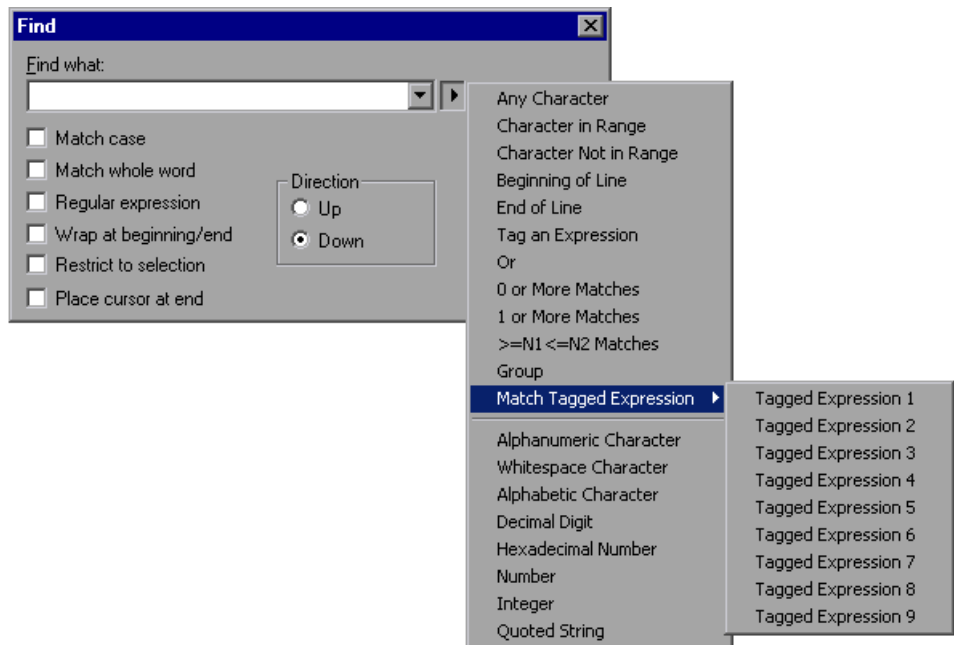 Find
Find what:
Match case
Match whole word
Regular expression
Wrap at beginning/end
Restrict to selection
Place cursor at end
Direction
Up
Down
Any Character
Character in Range
Character Not in Range
Beginning of Line
End of Line
Tag an Expression
Or
0 or More Matches
1 or More Matches
>=N1<=N2 Matches
Group
Match Tagged Expression
Alphanumeric Character
Whitespace Character
Alphabetic Character
Decimal Digit
Hexadecimal Number
Number
Integer
Quoted String
Tagged Expression 1
Tagged Expression 2
Tagged Expression 3
Tagged Expression 4
Tagged Expression 5
Tagged Expression 6
Tagged Expression 7
Tagged Expression 8
Tagged Expression 9